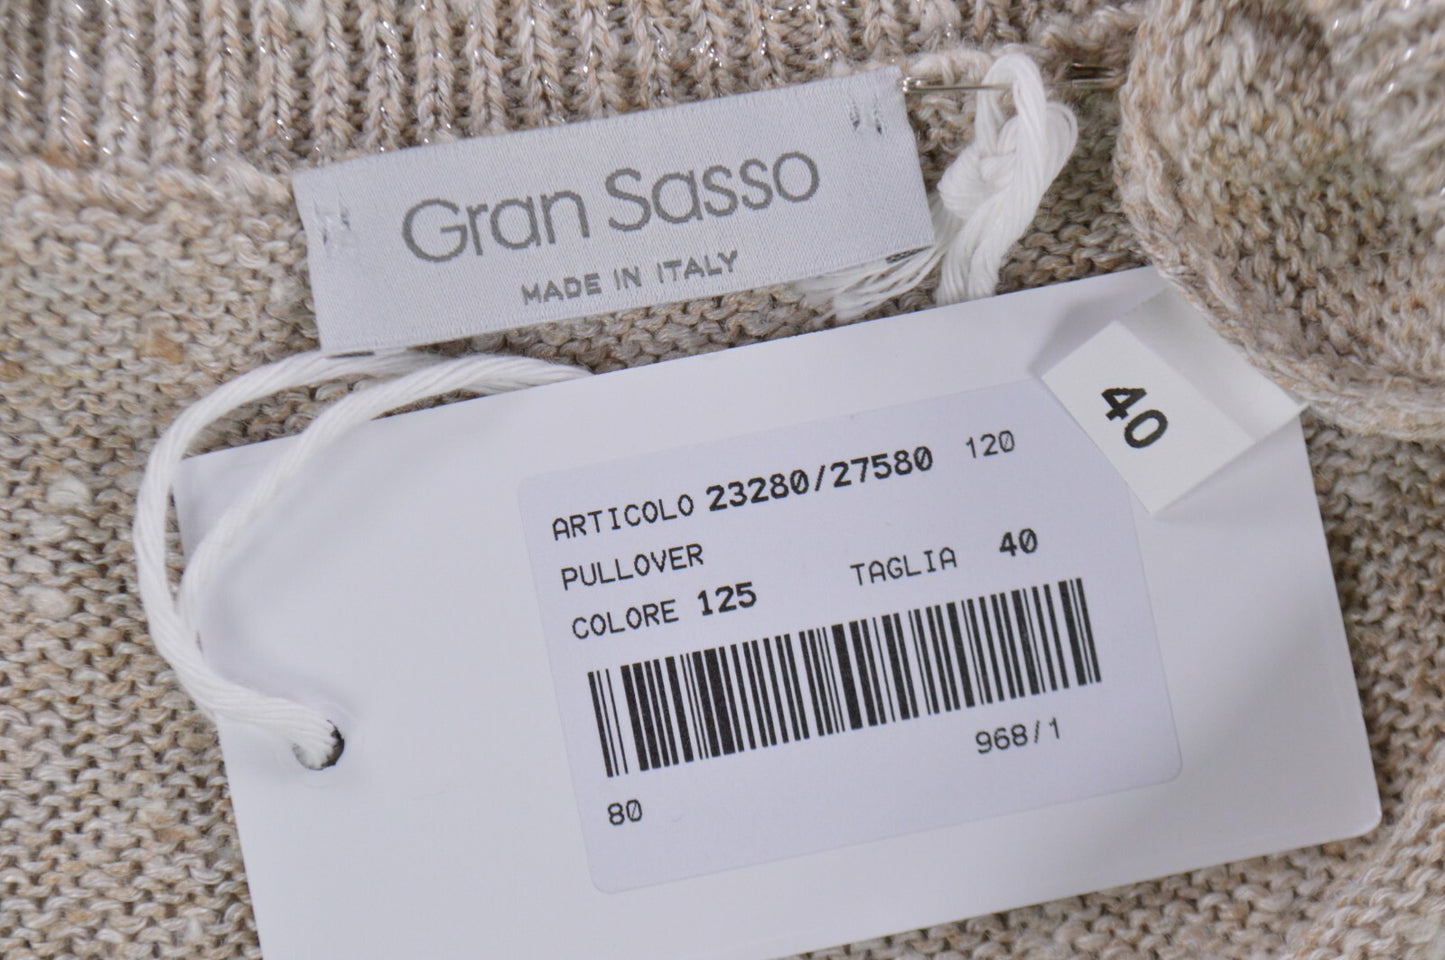 Gran Sasso
MADE IN ITALY
40
ARTICOLO 23280/27580 120
PULLOVER
COLORE 125 TAGLIA 40
968/1
80